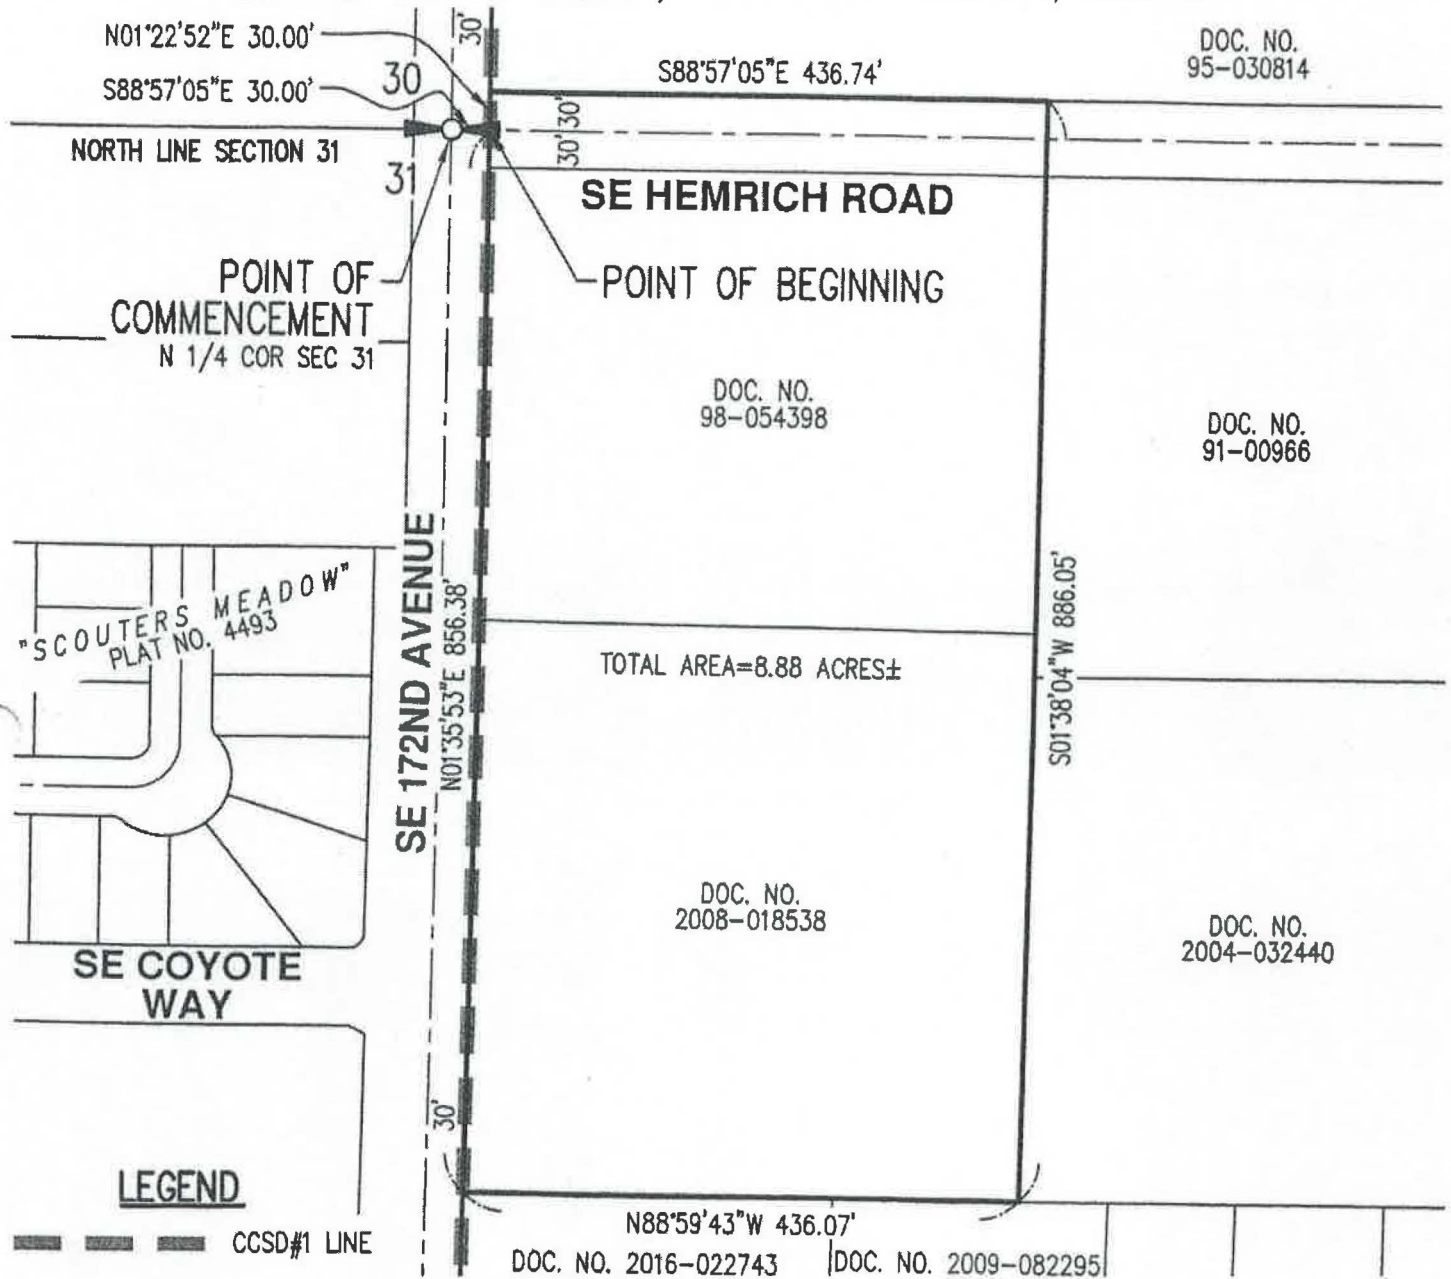 N01°22'52"E 30.00'
S88°57'05"E 30.00'
30'
30
S88°57'05"E 436.74'
DOC. NO.
95-030814
NORTH LINE SECTION 31
31
30' 30'
SE HEMRICH ROAD
POINT OF
COMMENCEMENT
N 1/4 COR SEC 31
POINT OF BEGINNING
DOC. NO.
98-054398
DOC. NO.
91-00966
"SCOUTERS MEADOW"
PLAT NO. 4493
SE 172ND AVENUE
N01°35'53"E 856.38'
TOTAL AREA=8.88 ACRES±
S01°38'04"W 886.05'
DOC. NO.
2008-018538
DOC. NO.
2004-032440
SE COYOTE
WAY
30'
LEGEND
CCSD#1 LINE
N88°59'43"W 436.07'
DOC. NO. 2016-022743
DOC. NO. 2009-082295